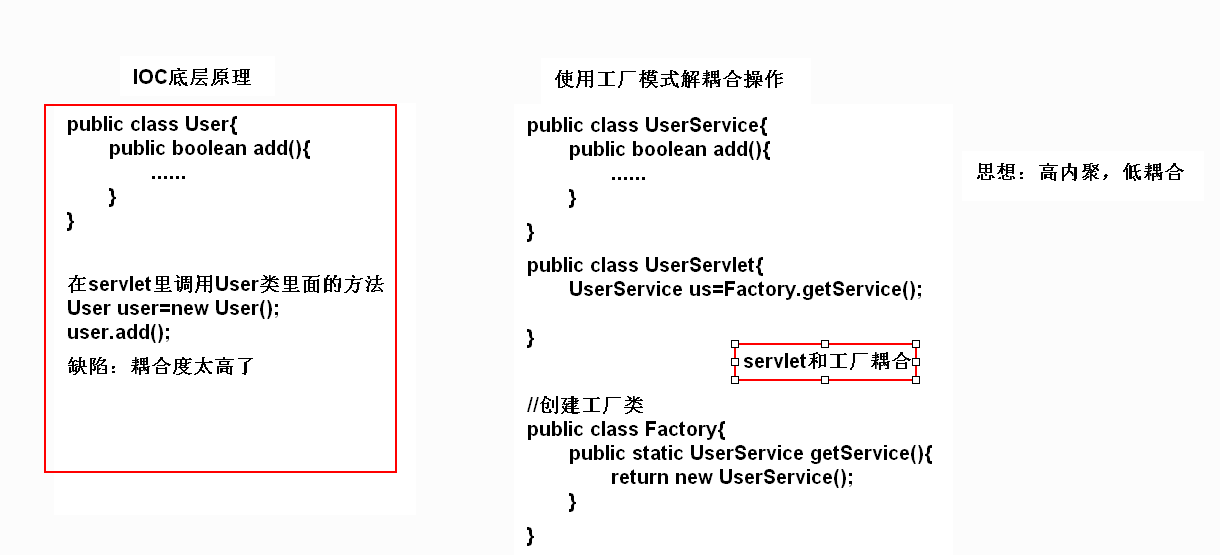 IOC底层原理
public class User{
public boolean add(){
......
}
}
在servlet里调用User类里面的方法
User user=new User();
user.add();
缺陷：耦合度太高了
使用工厂模式解耦合操作
public class UserService{
public boolean add(){
......
}
}
public class UserServlet{
UserService us=Factory.getService();
}
servlet和工厂耦合
//创建工厂类
public class Factory{
public static UserService getService(){
return new UserService();
}
}
思想：高内聚，低耦合